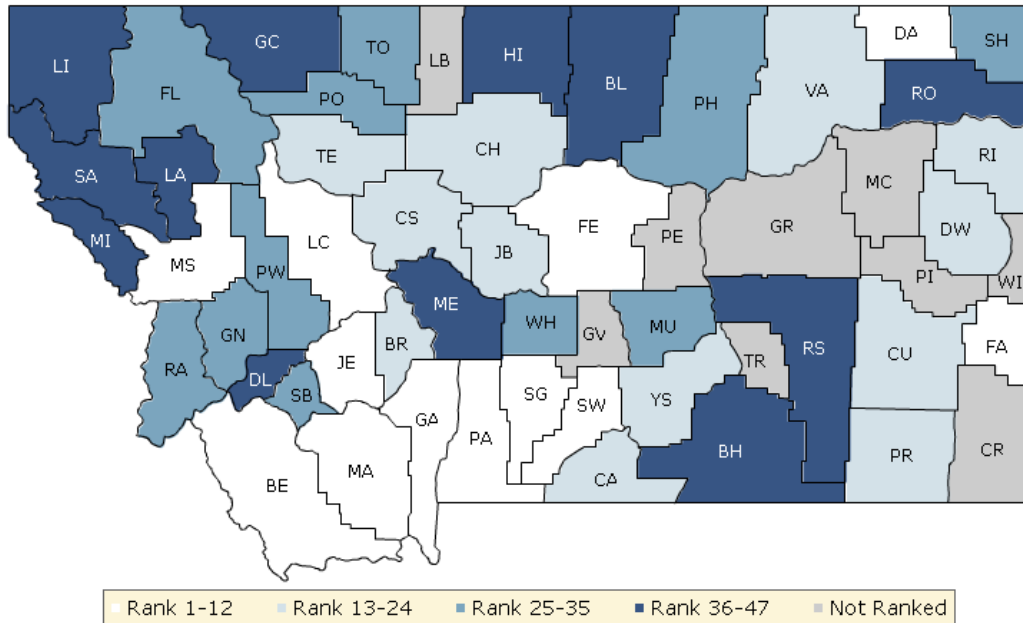 DA
SH
GC
TO
HI
LI
LB
BL
FL
PH
VA
RO
PO
TE
CH
RI
SA
LA
MC
CS
GR
FE
DW
MI
LC
PE
JB
MS
PW
PI
WI
ME
WH
MU
GN
GV
RS
CU
FA
BR
JE
RA
TR
DL
SB
SG
YS
SW
GA
PA
BH
PR
CR
MA
CA
BE
Rank 1-12 Rank 13-24 Rank 25-35 Rank 36-47 Not Ranked